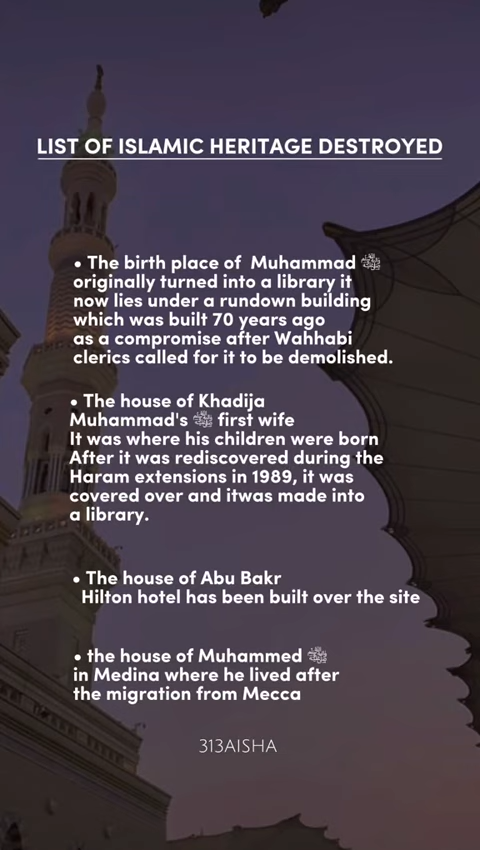 LIST OF ISLAMIC HERITAGE DESTROYED
• The birth place of Muhammad ﷺ
originally turned into a library it
now lies under a rundown building
which was built 70 years ago
as a compromise after Wahhabi
clerics called for it to be demolished.
• The house of Khadija
Muhammad's ﷺ first wife
It was where his children were born
After it was rediscovered during the
Haram extensions in 1989, it was
covered over and itwas made into
a library.
• The house of Abu Bakr
Hilton hotel has been built over the site
• the house of Muhammed ﷺ
in Medina where he lived after
the migration from Mecca
313AISHA